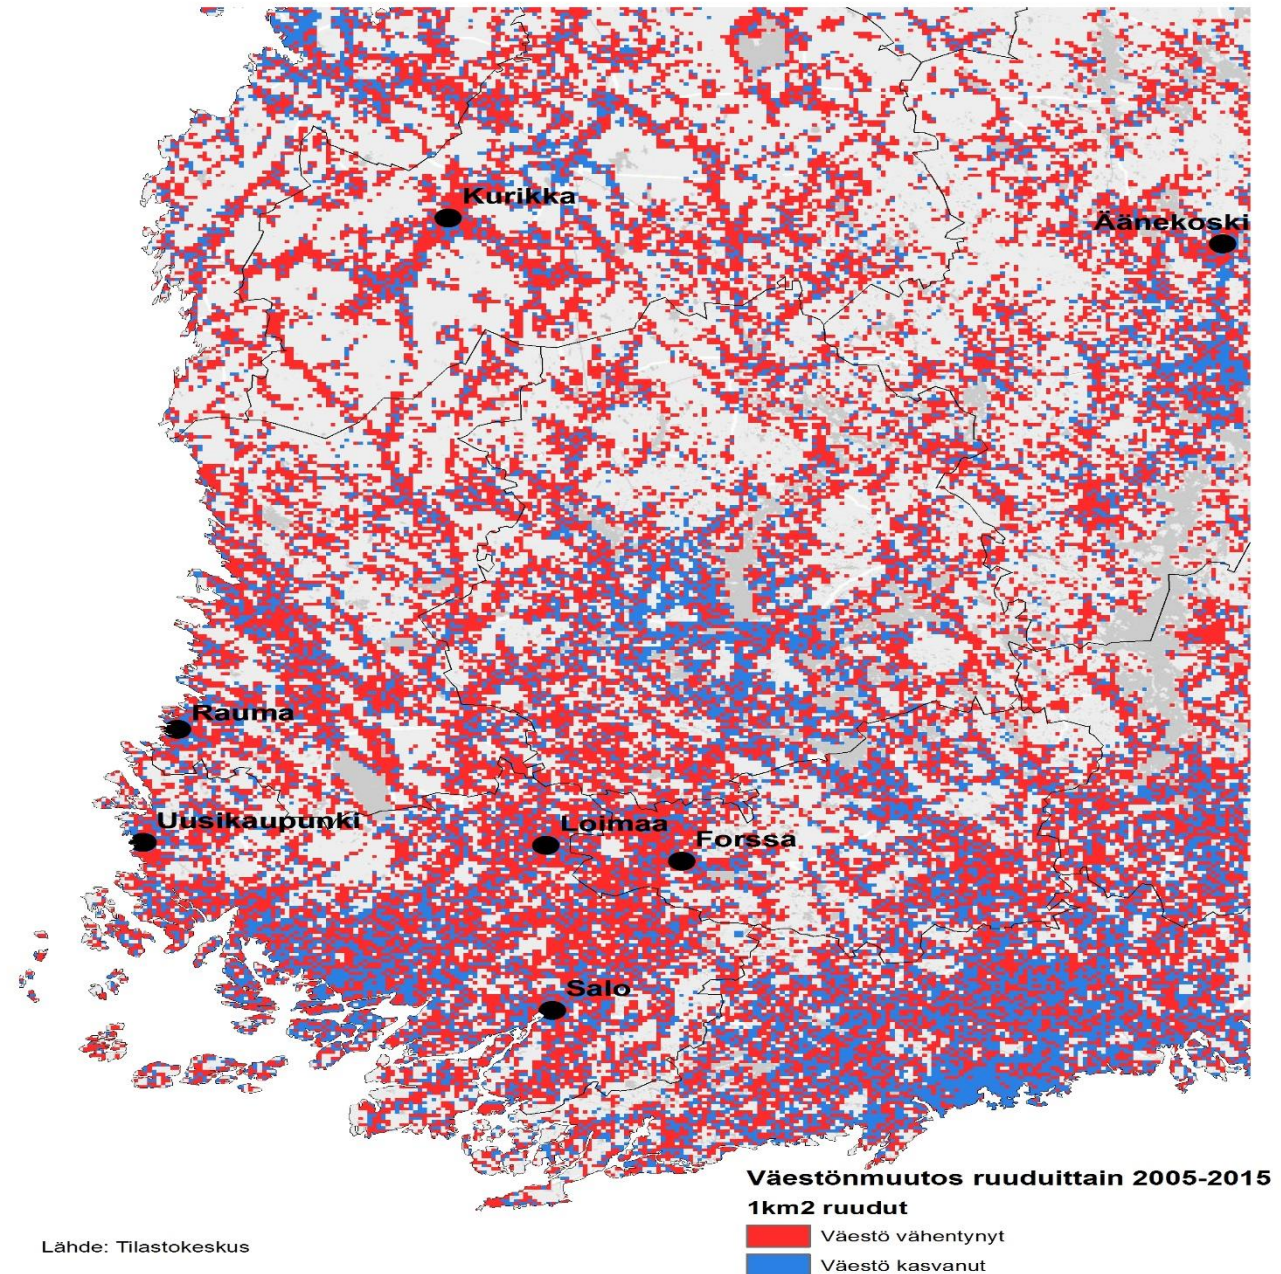 Kurikka
Äänekoski
Rauma
Uusikaupunki
Loimaa
Forssa
Salo
Väestönmuutos ruuduittain 2005-2015
1km2 ruudut
Väestö vähentynyt
Väestö kasvanut
Lähde: Tilastokeskus